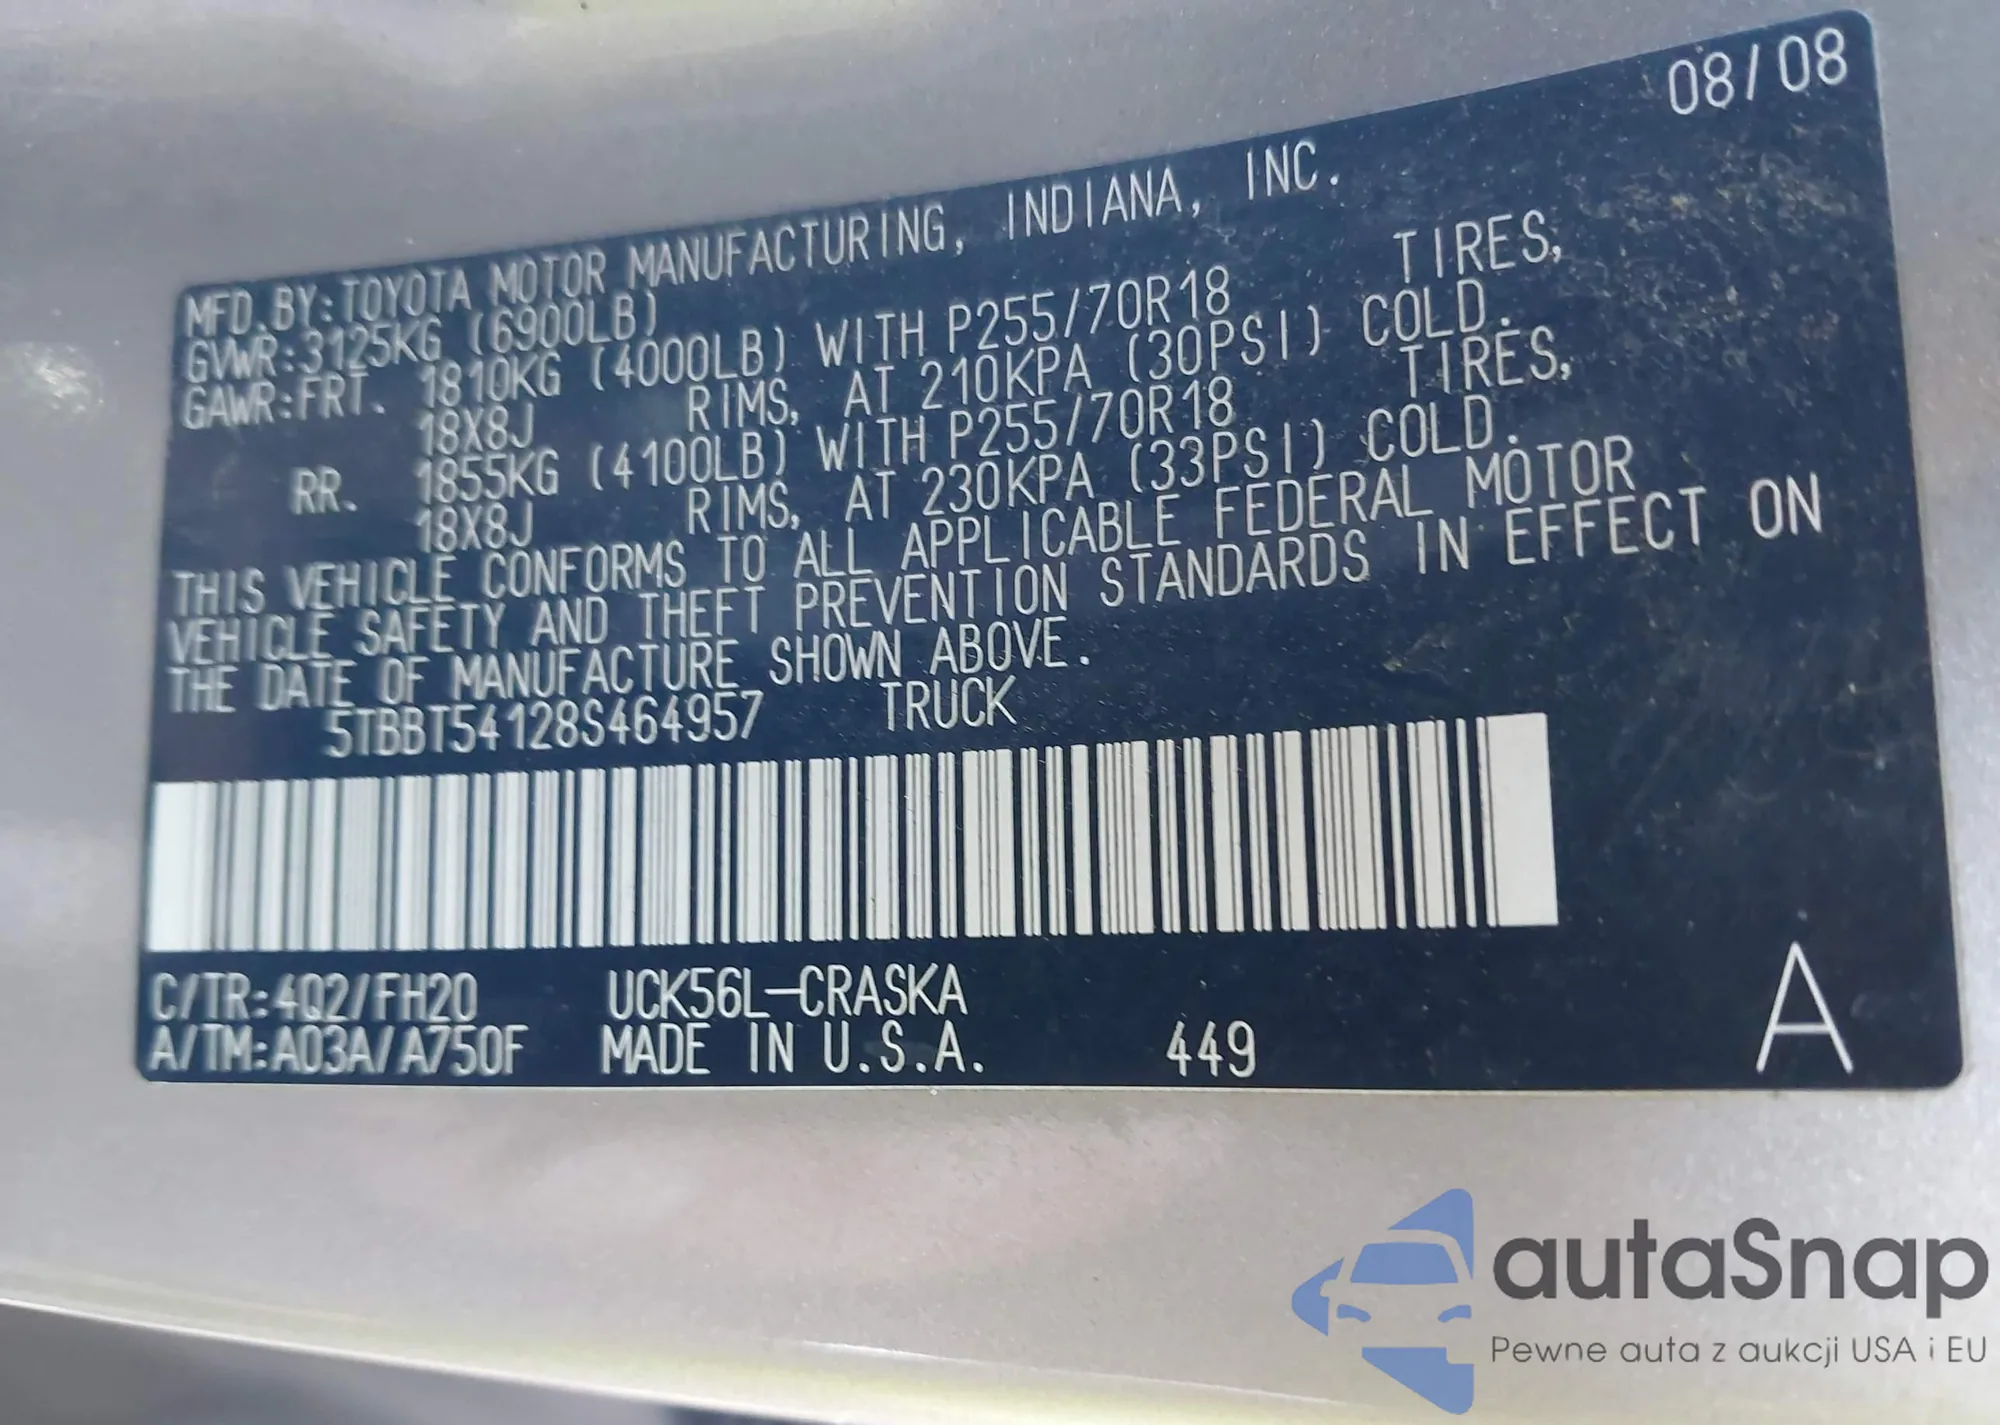 08/08
MFD.BY:TOYOTA MOTOR MANUFACTURING, INDIANA, INC.
GVWR:3125KG (6900LB)
GAWR:FRT. 1810KG (4000LB) WITH P255/70R18 TIRES,
18X8J RIMS, AT 210KPA (30PSI) COLD.
RR. 1855KG (4100LB) WITH P255/70R18 TIRES,
18X8J RIMS, AT 230KPA (33PSI) COLD.
THIS VEHICLE CONFORMS TO ALL APPLICABLE FEDERAL MOTOR
VEHICLE SAFETY AND THEFT PREVENTION STANDARDS IN EFFECT ON
THE DATE OF MANUFACTURE SHOWN ABOVE.
5TBBT54128S464957 TRUCK
C/TR:4Q2/FH20 UCK56L-CRASKA
A/TM:A03A/A750F MADE IN U.S.A. 449 A
autaSnap
Pewne auta z aukcji USA i EU